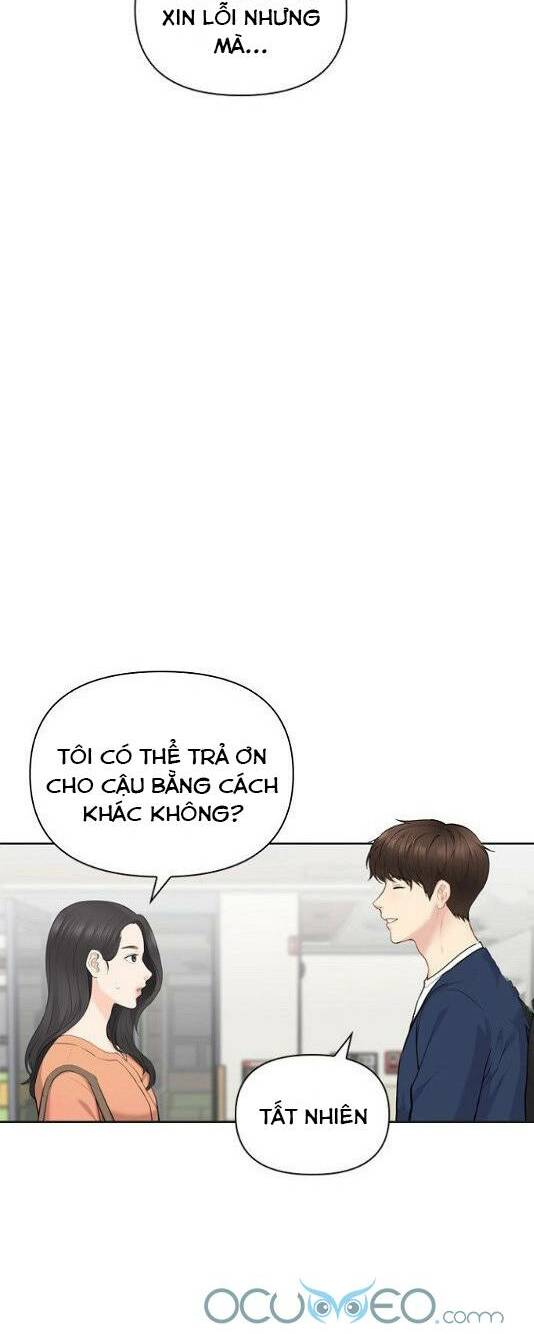 XIN LỖI NHƯNG
MÀ...
TÔI CÓ THỂ TRẢ ƠN
CHO CẬU BẰNG CÁCH
KHÁC KHÔNG?
TẤT NHIÊN
OCUMEO.com